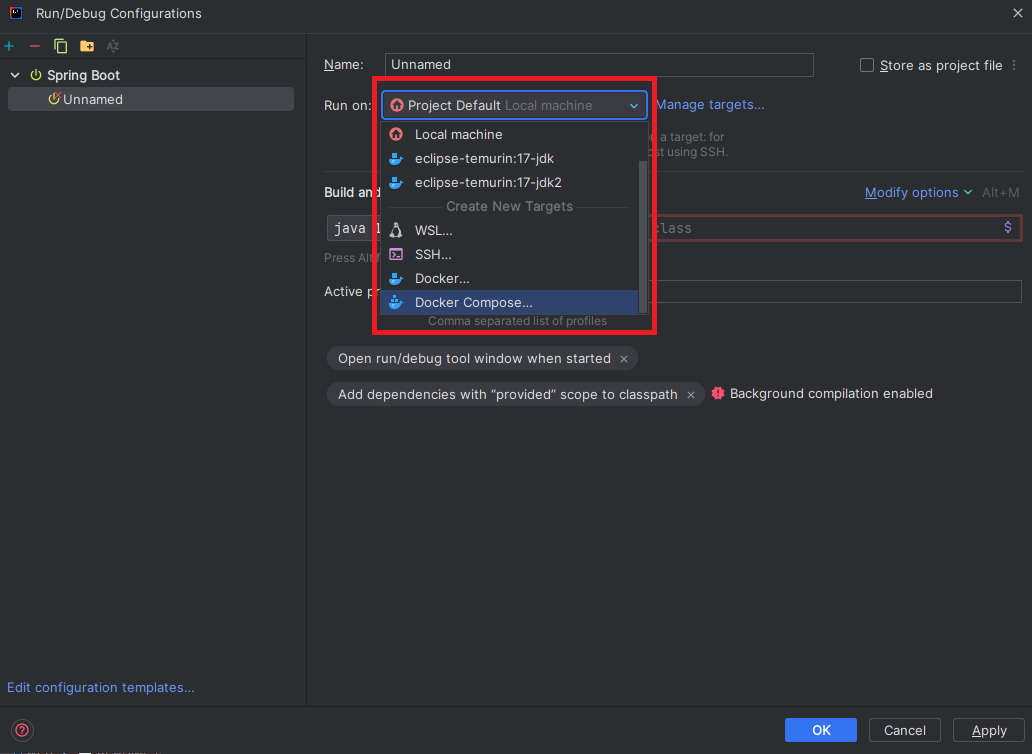 Run/Debug Configurations
Spring Boot
Unnamed
Name: Unnamed
Store as project file
Run on: Project Default Local machine
Manage targets...
Local machine
a target: for
eclipse-temurin:17-jdk
using SSH.
eclipse-temurin:17-jdk2
Build and
Modify options Alt+M
Create New Targets
java
WSL...
class $
SSH...
Press Alt
Docker...
Active
Docker Compose...
Comma separated list of profiles
Open run/debug tool window when started ×
Add dependencies with “provided” scope to classpath ×
Background compilation enabled
Edit configuration templates...
?
OK Cancel Apply